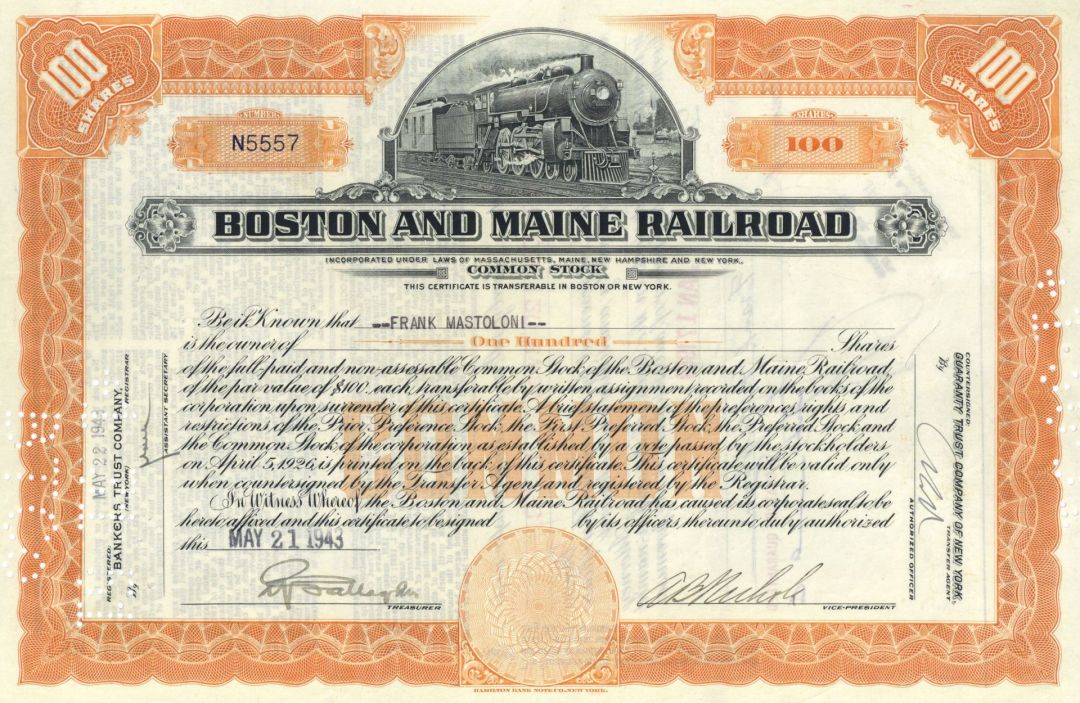 100 SHARES
100 SHARES
NUMBER
N5557
SHARES
100
BOSTON AND MAINE RAILROAD
INCORPORATED UNDER LAWS OF MASSACHUSETTS, MAINE, NEW HAMPSHIRE AND NEW YORK.
COMMON STOCK
THIS CERTIFICATE IS TRANSFERABLE IN BOSTON OR NEW YORK.
Be it Known that --FRANK MASTOLONI--
is the owner of One Hundred Shares
of the full paid and non-assessable Common Stock of the Boston and Maine Railroad,
of the par value of $100. each, transferable by written assignment recorded on the books of the
corporation upon surrender of this certificate. A brief statement of the preferences, rights and
restrictions of the Prior Preference Stock, the First Preferred Stock, the Preferred Stock and
the Common Stock of the corporation as established by a vote passed by the stockholders
on April 5, 1926, is printed on the back of this certificate. This certificate will be valid only
when countersigned by the Transfer Agent and registered by the Registrar.
In Witness Whereof the Boston and Maine Railroad has caused its corporate seal to be
hereto affixed and this certificate to be signed by its officers thereunto duly authorized
this MAY 21 1943
COMMON
TREASURER
VICE-PRESIDENT
REGISTERED: MAY 22 1943
BANKERS TRUST COMPANY,
(NEW YORK) REGISTRAR
By
ASSISTANT SECRETARY
COUNTERSIGNED:
GUARANTY TRUST COMPANY OF NEW YORK,
TRANSFER AGENT
By
AUTHORIZED OFFICER
HAMILTON BANK NOTE CO., NEW YORK.